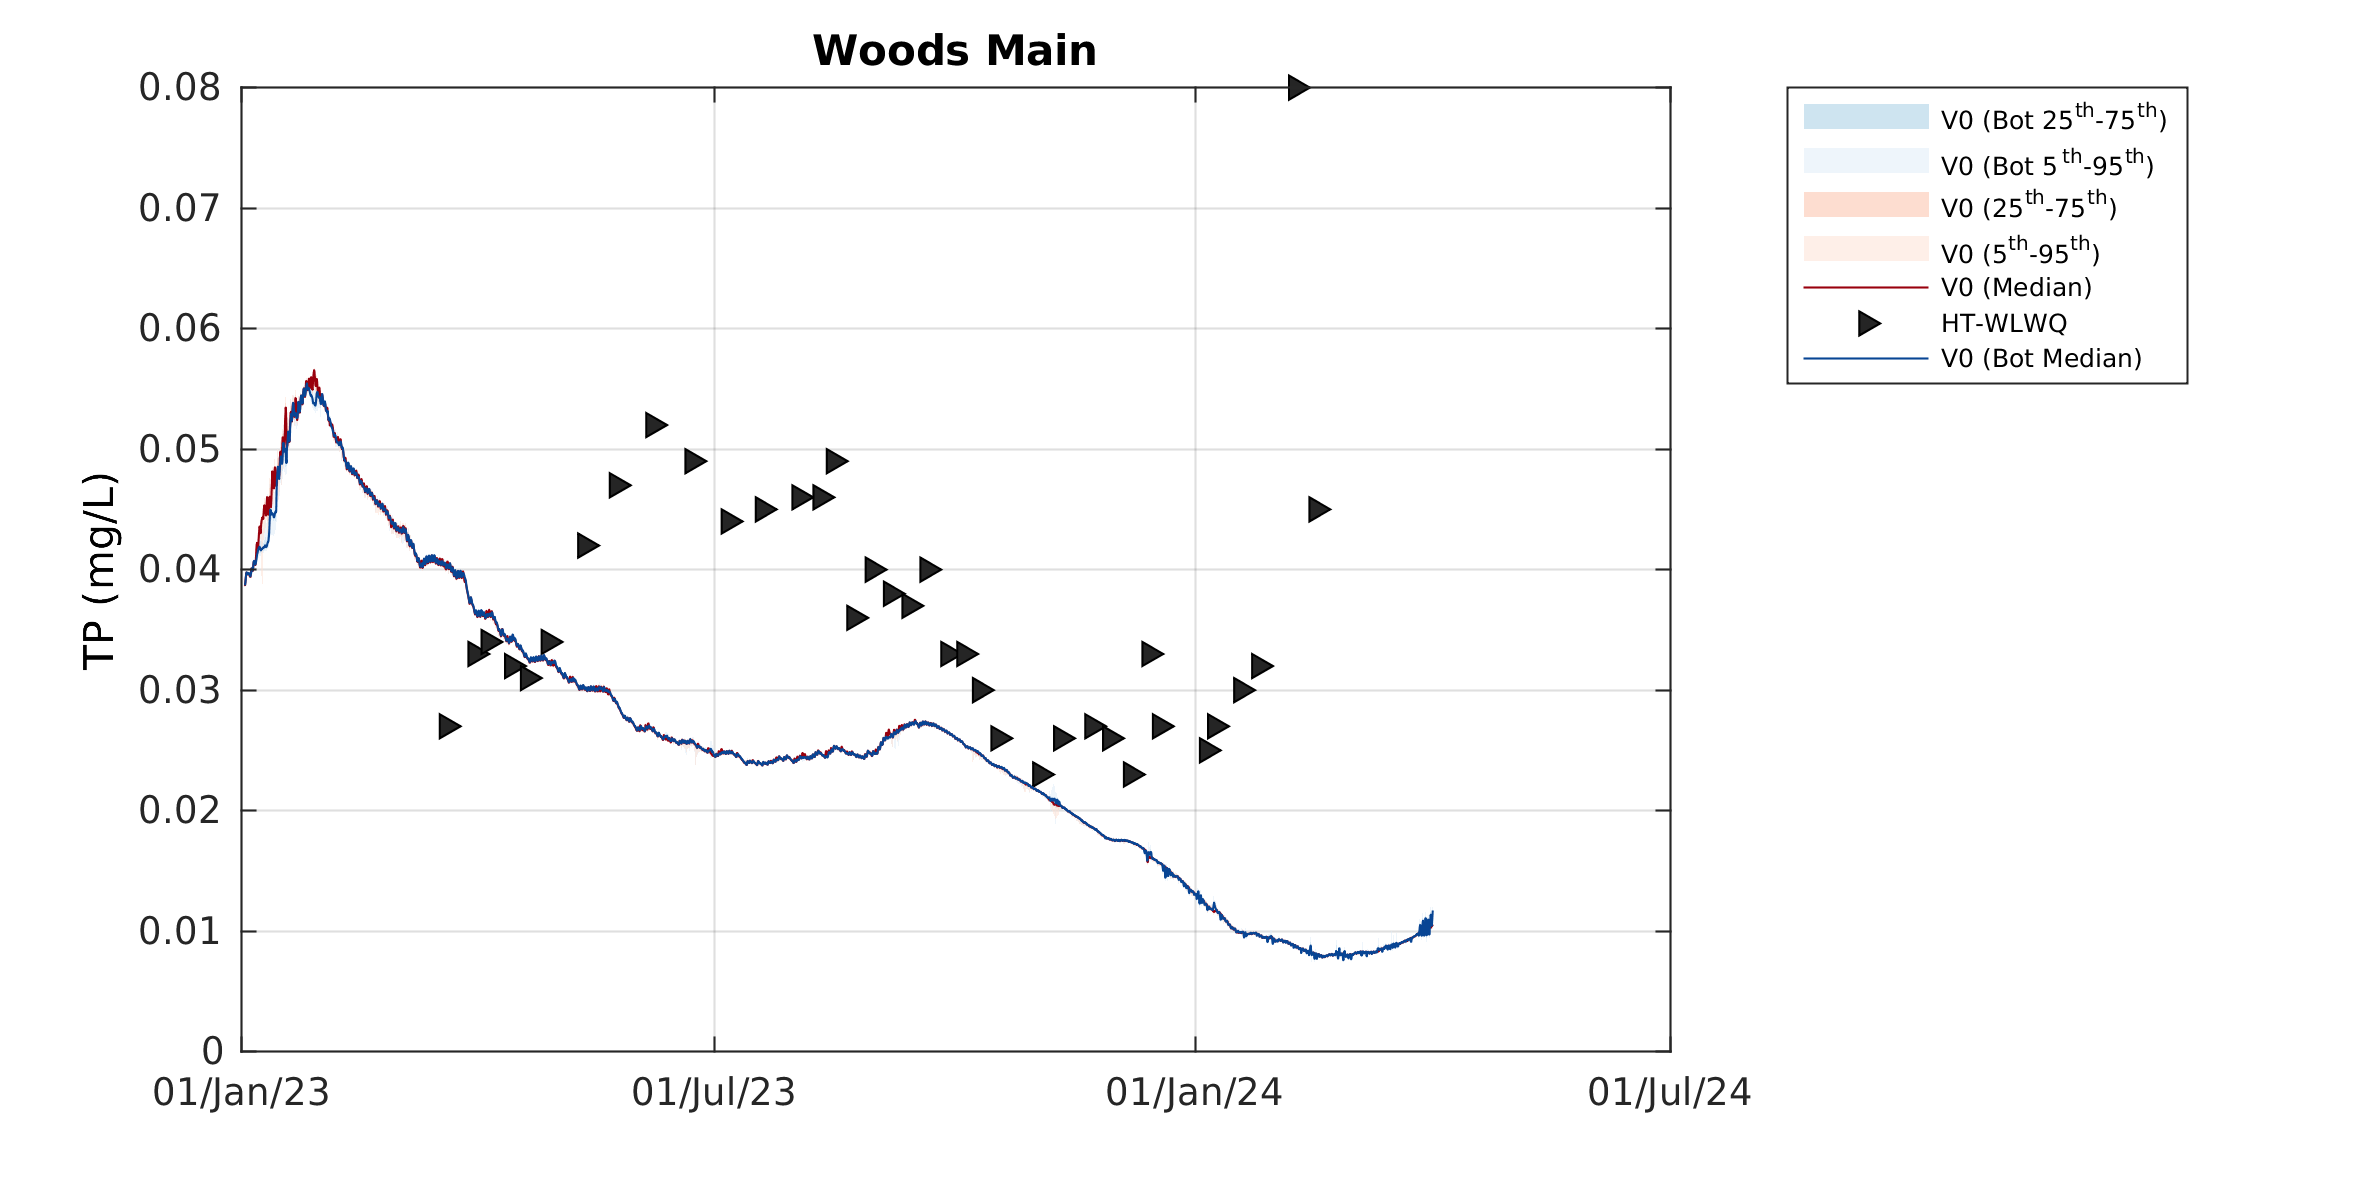 Woods Main
0.08
0.07
0.06
0.05
0.04
0.03
0.02
0.01
0
TP (mg/L)
01/Jan/23
01/Jul/23
01/Jan/24
01/Jul/24
V0 (Bot 25th-75th)
V0 (Bot 5th-95th)
V0 (25th-75th)
V0 (5th-95th)
V0 (Median)
HT-WLWQ
V0 (Bot Median)